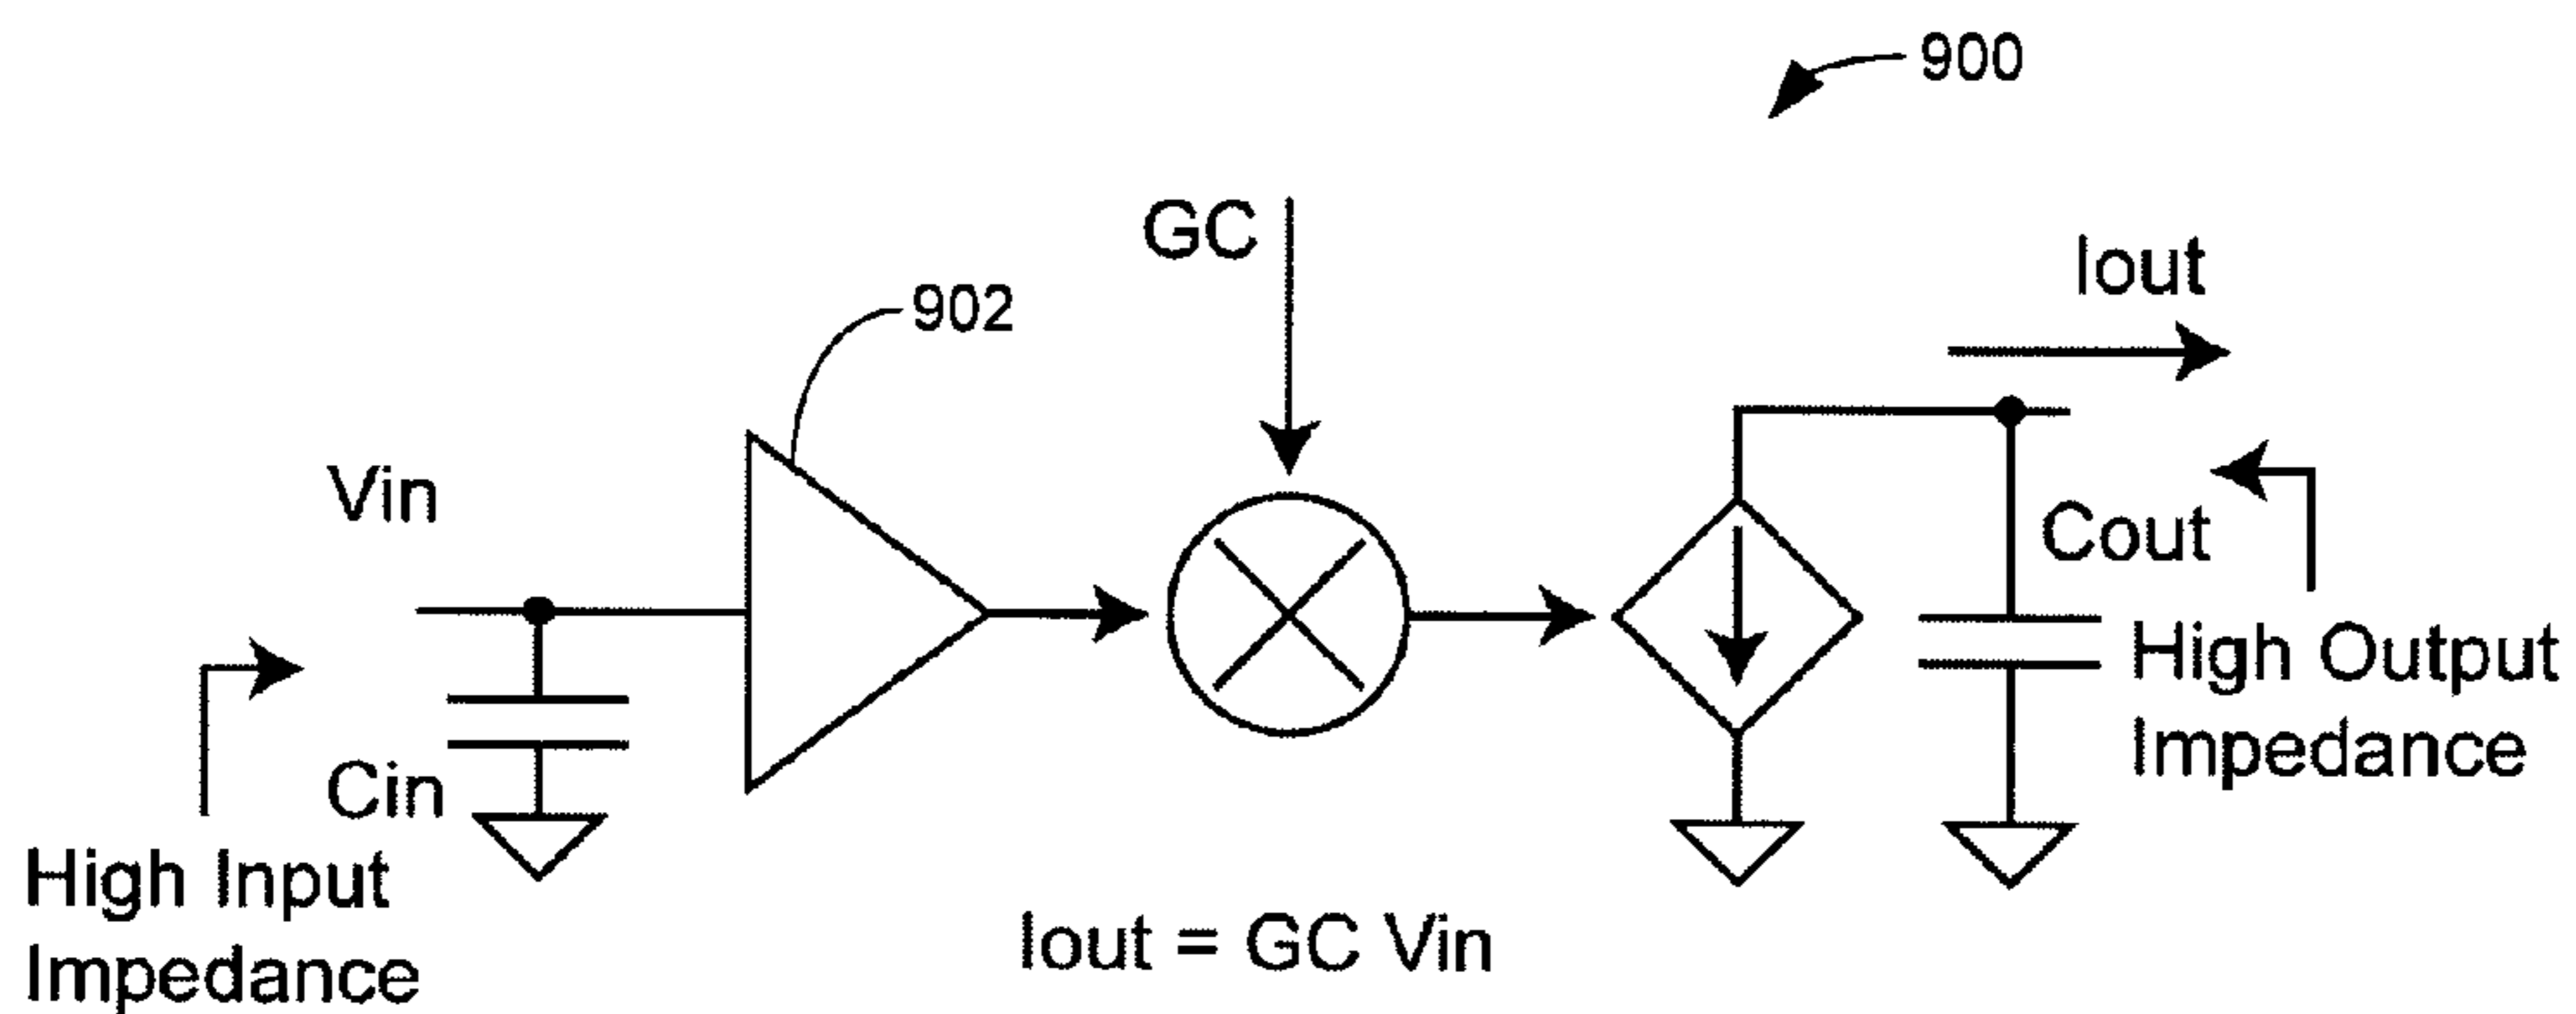 900
GC
Iout
902
Vin
Cout
Cin
High Output
Impedance
High Input
Impedance
Iout = GC Vin